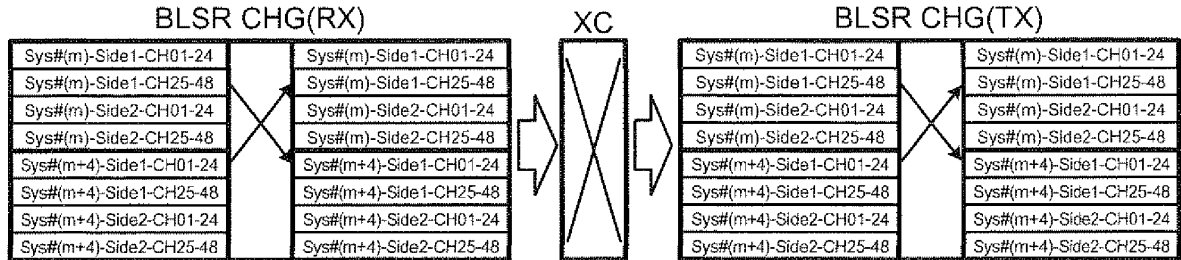 BLSR CHG(RX) XC BLSR CHG(TX)
Sys#(m)-Side1-CH01-24 Sys#(m)-Side1-CH01-24 Sys#(m)-Side1-CH01-24 Sys#(m)-Side1-CH01-24
Sys#(m)-Side1-CH25-48 Sys#(m)-Side1-CH25-48 Sys#(m)-Side1-CH25-48 Sys#(m)-Side1-CH25-48
Sys#(m)-Side2-CH01-24 Sys#(m)-Side2-CH01-24 Sys#(m)-Side2-CH01-24 Sys#(m)-Side2-CH01-24
Sys#(m)-Side2-CH25-48 Sys#(m)-Side2-CH25-48 Sys#(m)-Side2-CH25-48 Sys#(m)-Side2-CH25-48
Sys#(m+4)-Side1-CH01-24 Sys#(m+4)-Side1-CH01-24 Sys#(m+4)-Side1-CH01-24 Sys#(m+4)-Side1-CH01-24
Sys#(m+4)-Side1-CH25-48 Sys#(m+4)-Side1-CH25-48 Sys#(m+4)-Side1-CH25-48 Sys#(m+4)-Side1-CH25-48
Sys#(m+4)-Side2-CH01-24 Sys#(m+4)-Side2-CH01-24 Sys#(m+4)-Side2-CH01-24 Sys#(m+4)-Side2-CH01-24
Sys#(m+4)-Side2-CH25-48 Sys#(m+4)-Side2-CH25-48 Sys#(m+4)-Side2-CH25-48 Sys#(m+4)-Side2-CH25-48